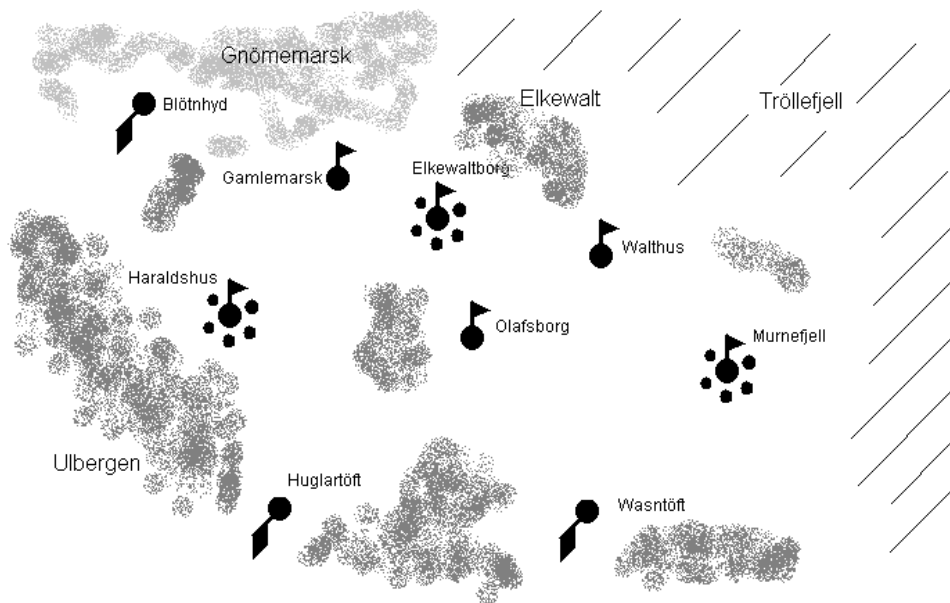 Gnömemarsk
Elkewalt
Tröllefjell
Blötnhyd
Gamlemarsk
Elkewaltborg
Walthus
Haraldshus
Olafsborg
Murnefjell
Ulbergen
Huglartöft
Wasntöft